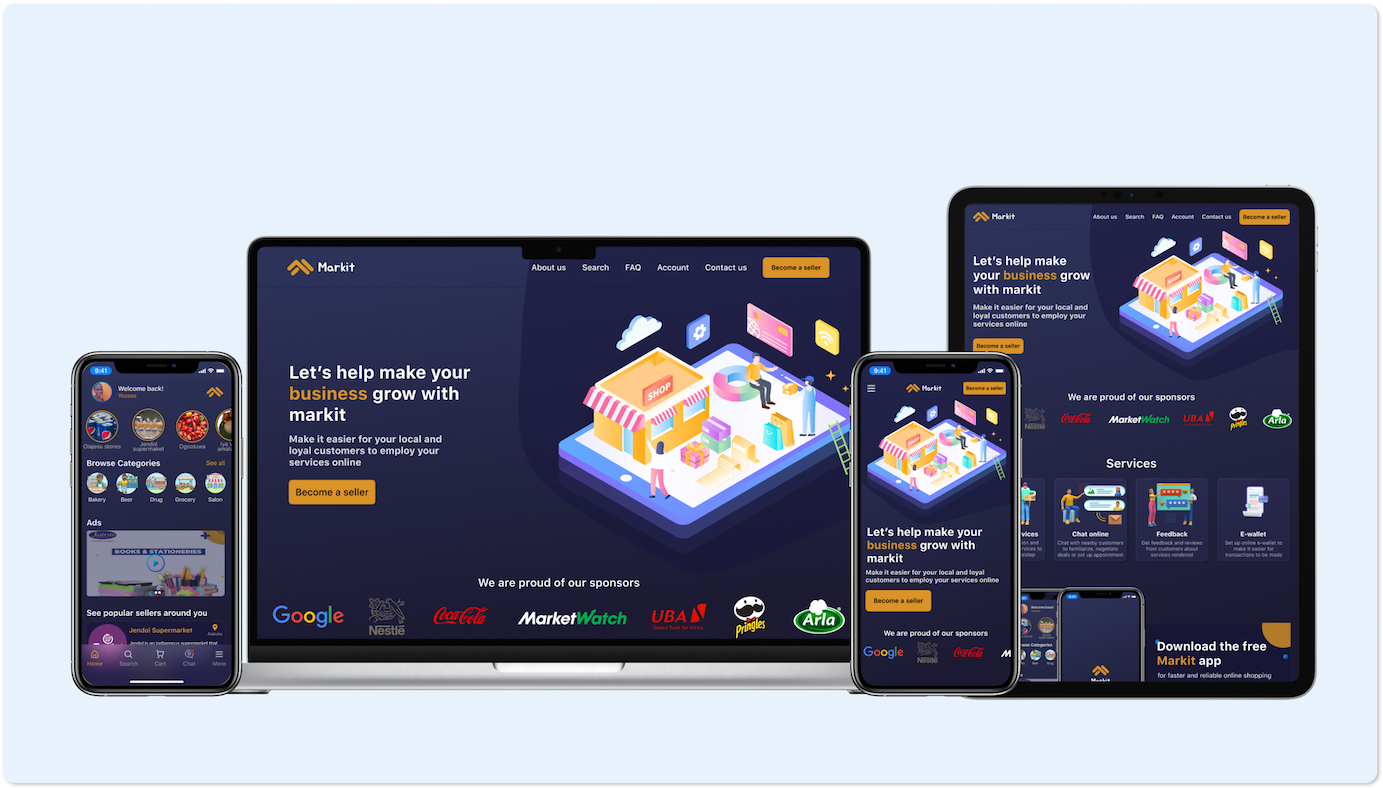 9:41
Welcome back!
Yossee
Olajesu stores
Jendol
supermarket
Ogooluwa
Iya
amala
Browse Categories
See all
Bakery
Beer
Drug
Grocery
Salon
Ads
BOOKS & STATIONERIES
See popular sellers around you
Jendol Supermarket
Alakuko
Jendol is an indigenous supermarket that
Home
Search
Cart
Chat
More
Markit
About us
Search
FAQ
Account
Contact us
Become a seller
Let's help make your
business grow with
markit
Make it easier for your local and
loyal customers to employ your
services online
Become a seller
SHOP
We are proud of our sponsors
Google
Nestlé
Coca-Cola
MarketWatch
UBA
United Bank for Africa
Pringles
Arla
9:41
Markit
Become a seller
SHOP
Let's help make your
business grow with
markit
Make it easier for your local and loyal
customers to employ your services online
Become a seller
We are proud of our sponsors
Google
Nestlé
Coca-Cola
M
Markit
About us
Search
FAQ
Account
Contact us
Become a seller
Let's help make
your business grow
with markit
Make it easier for your local and
loyal customers to employ your
services online
Become a seller
SHOP
We are proud of our sponsors
Nestlé
Coca-Cola
MarketWatch
UBA
Pringles
Arla
Services
vices
on and
ices to
rstep
Chat online
Chat with nearby customers
to familiarize, negotiate
deals or set up appointment
Feedback
Get feedback and reviews
from customers about
services rendered
E-wallet
Set up online e-wallet to
make it easier for
transactions to be made
Welcome back!
Categories
Markit
Download the free
Markit app
for faster and reliable online shopping